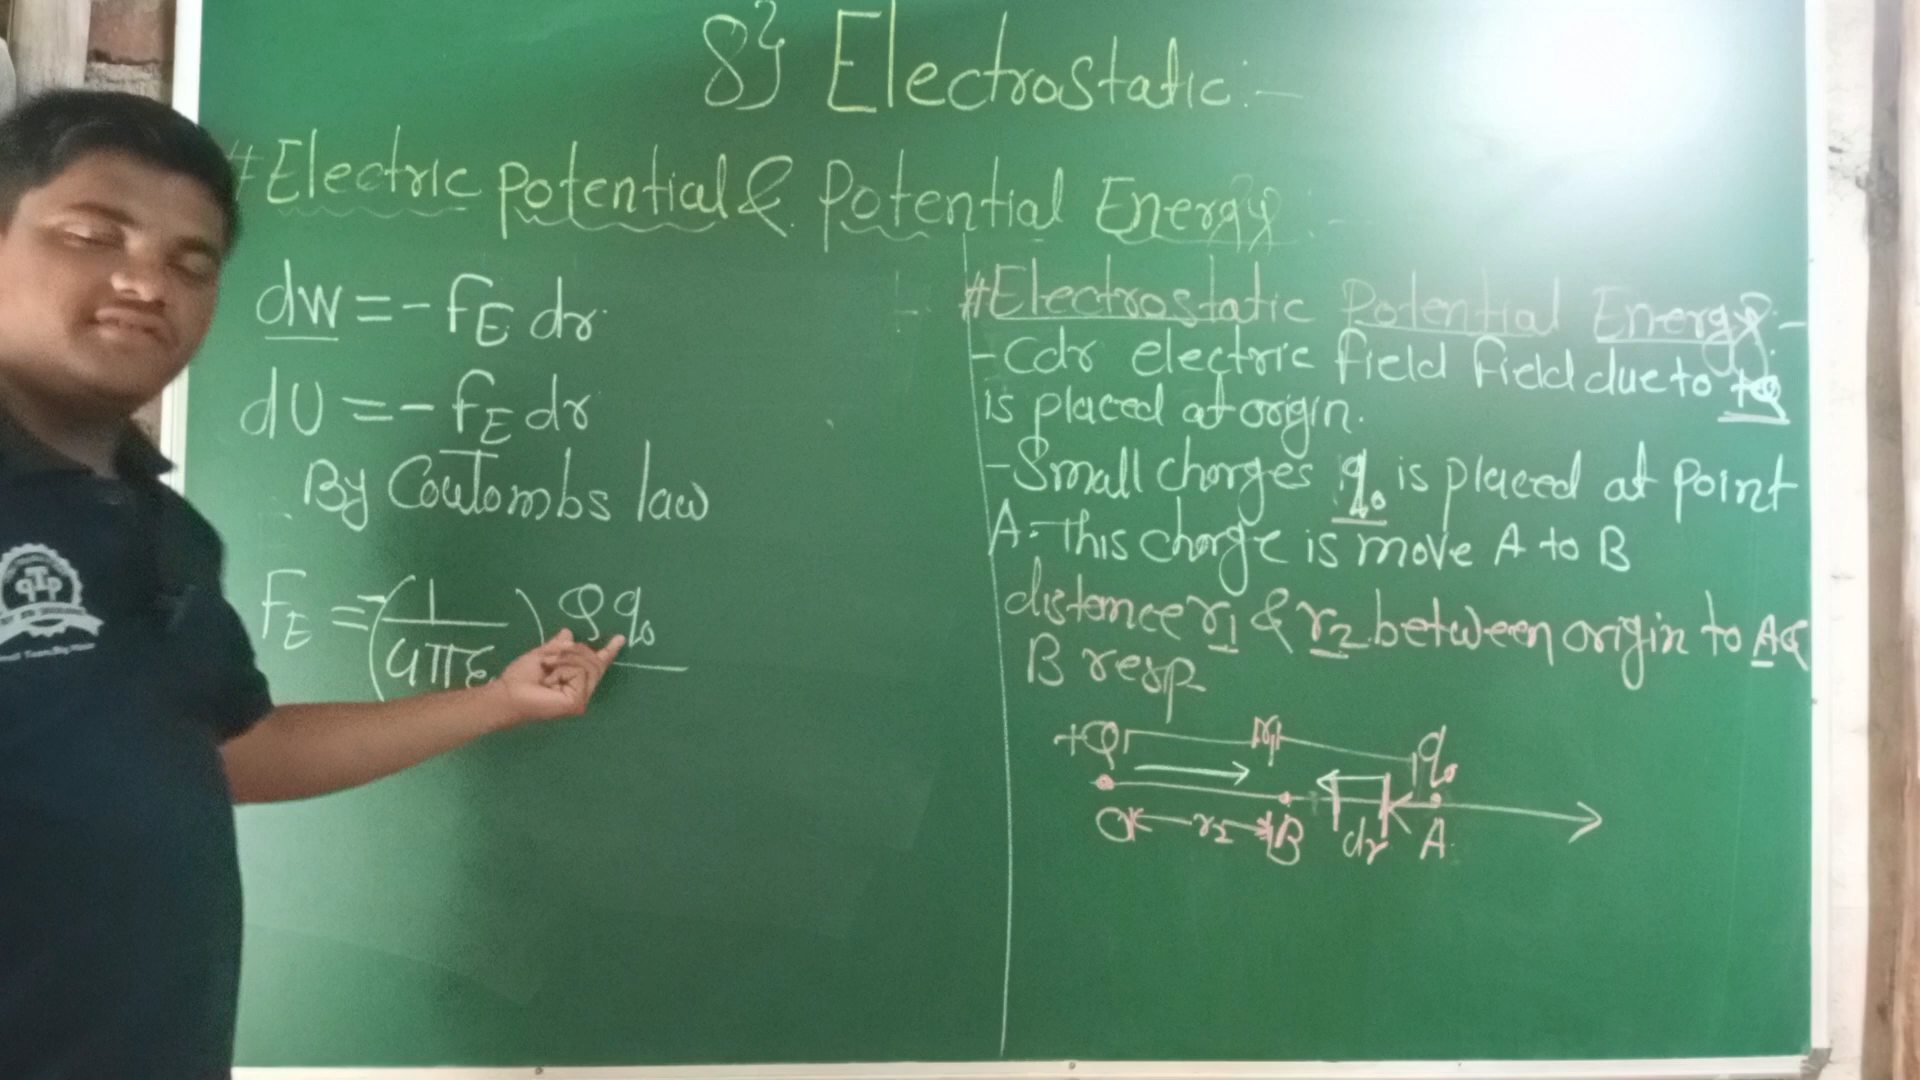 8} Electrostatic:-
#Electric potential & Potential Energy:-
dW = - FE dr
dU = - FE dr
By Coulombs law
FE = -(1/4πε) Qq₀
#Electrostatic Potential Energy:-
- Cdr electric field field due to +Q
is placed at origin.
- Small charges q₀ is placed at point
A. This charge is move A to B
distance r1 & r2 between origin to A &
B resp
+Q r1 q₀
O r2 B dr A
qTp